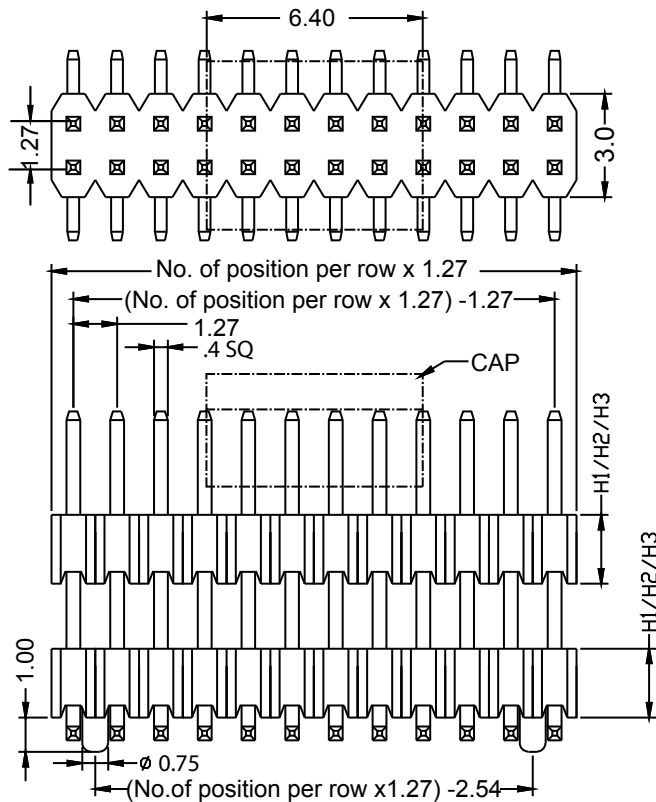 6.40
1.27
3.0
No. of position per row x 1.27
(No. of position per row x 1.27) -1.27
1.27
.4 SQ
CAP
H1/H2/H3
H1/H2/H3
1.00
ø 0.75
(No.of position per row x1.27) -2.54